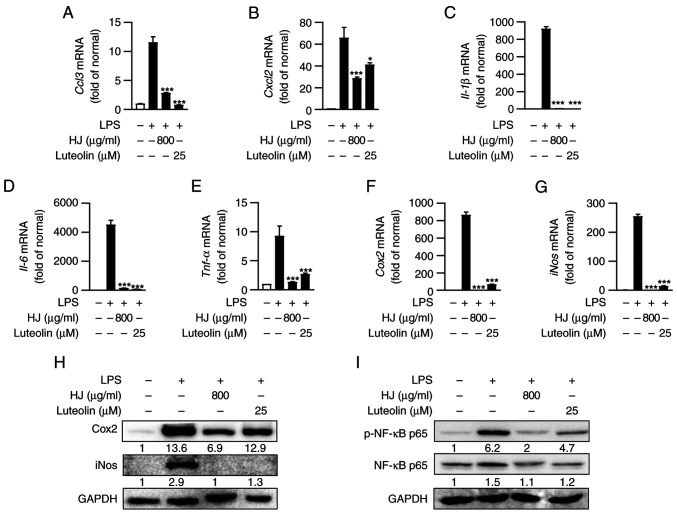 A
Ccl3 mRNA
(fold of normal)
15
10
5
0
***
***
LPS – + + +
HJ (μg/ml) – – 800 –
Luteolin (μM) – – – 25
B
Cxcl2 mRNA
(fold of normal)
80
60
40
20
0
***
*
LPS – + + +
HJ (μg/ml) – – 800 –
Luteolin (μM) – – – 25
C
Il-1β mRNA
(fold of normal)
1000
800
600
400
200
0
*** ***
LPS – + + +
HJ (μg/ml) – – 800 –
Luteolin (μM) – – – 25
D
Il-6 mRNA
(fold of normal)
6000
4000
2000
0
*** ***
LPS – + + +
HJ (μg/ml) – – 800 –
Luteolin (μM) – – – 25
E
Tnf-α mRNA
(fold of normal)
15
10
5
0
***
***
LPS – + + +
HJ (μg/ml) – – 800 –
Luteolin (μM) – – – 25
F
Cox2 mRNA
(fold of normal)
1000
800
600
400
200
0
***
***
LPS – + + +
HJ (μg/ml) – – 800 –
Luteolin (μM) – – – 25
G
iNos mRNA
(fold of normal)
300
200
100
0
***
***
LPS – + + +
HJ (μg/ml) – – 800 –
Luteolin (μM) – – – 25
H
LPS – + + +
HJ (μg/ml) – – 800 –
Luteolin (μM) – – – 25
Cox2
1 13.6 6.9 12.9
iNos
1 2.9 1 1.3
GAPDH
I
LPS – + + +
HJ (μg/ml) – – 800 –
Luteolin (μM) – – – 25
p-NF-κB p65
1 6.2 2 4.7
NF-κB p65
1 1.5 1.1 1.2
GAPDH